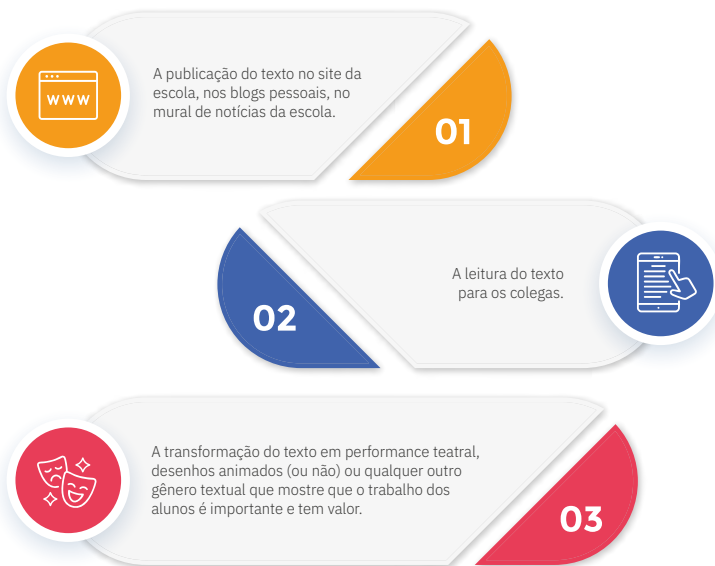 WWW
A publicação do texto no site da
escola, nos blogs pessoais, no
mural de notícias da escola.
01
02
A leitura do texto
para os colegas.
A transformação do texto em performance teatral,
desenhos animados (ou não) ou qualquer outro
gênero textual que mostre que o trabalho dos
alunos é importante e tem valor.
03